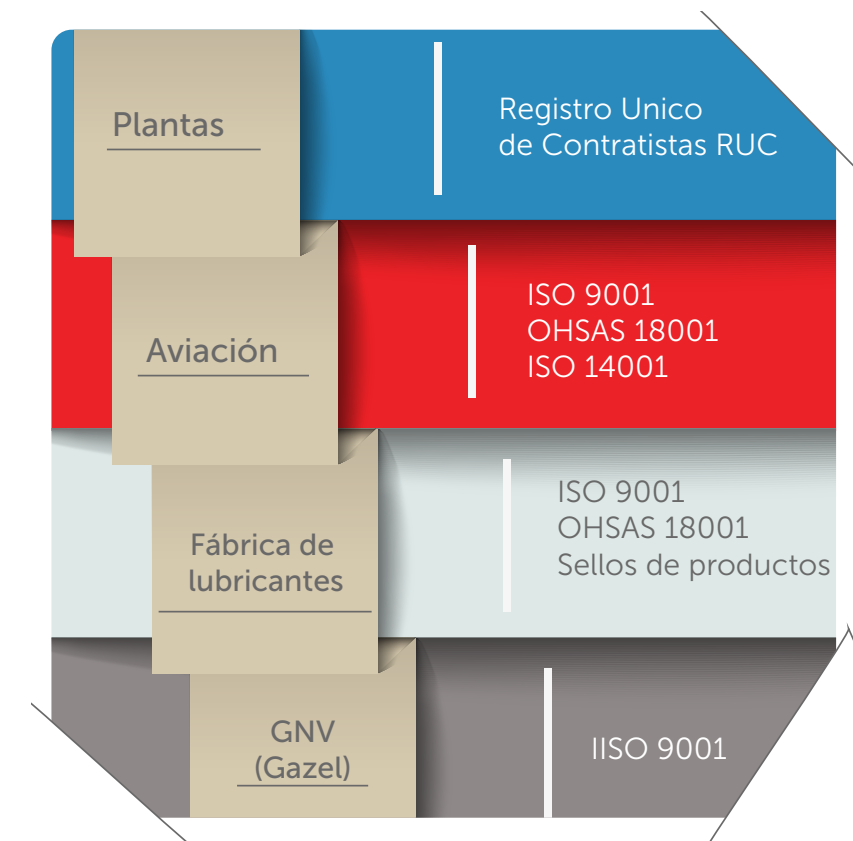 Plantas
Registro Unico
de Contratistas RUC
Aviación
ISO 9001
OHSAS 18001
ISO 14001
Fábrica de
lubricantes
ISO 9001
OHSAS 18001
Sellos de productos
GNV
(Gazel)
IISO 9001